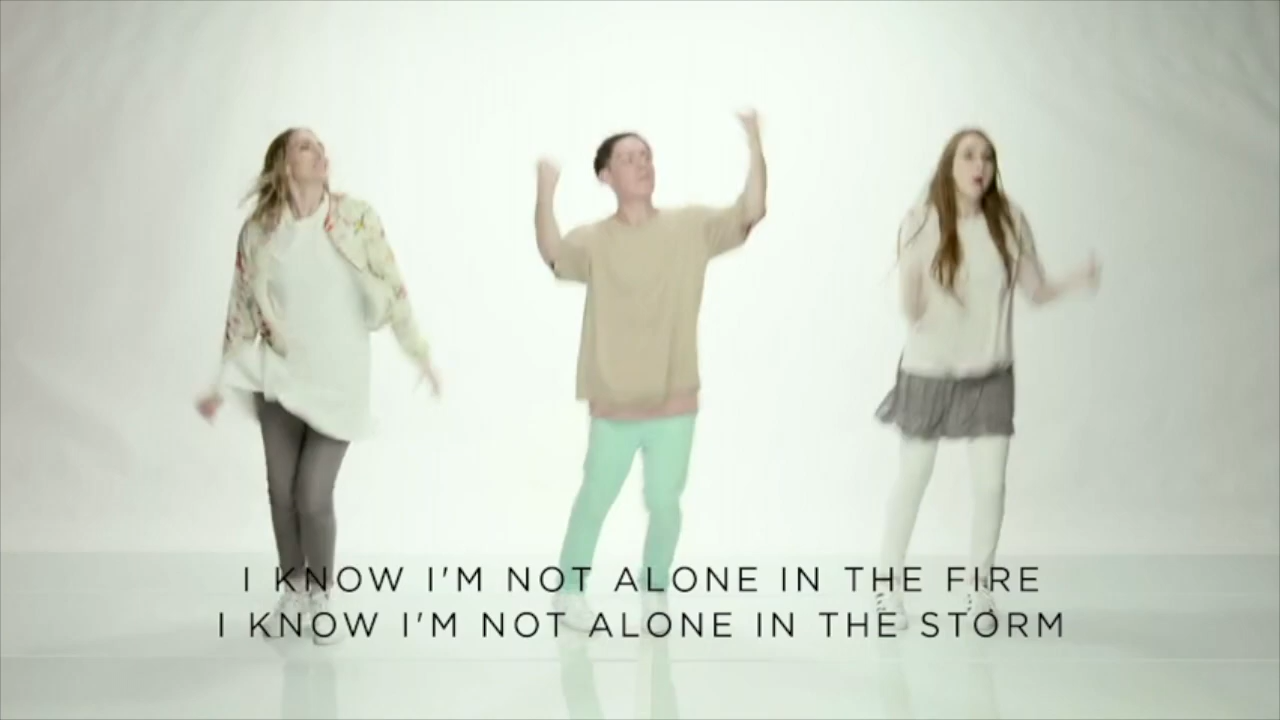 I KNOW I'M NOT ALONE IN THE FIRE
I KNOW I'M NOT ALONE IN THE STORM